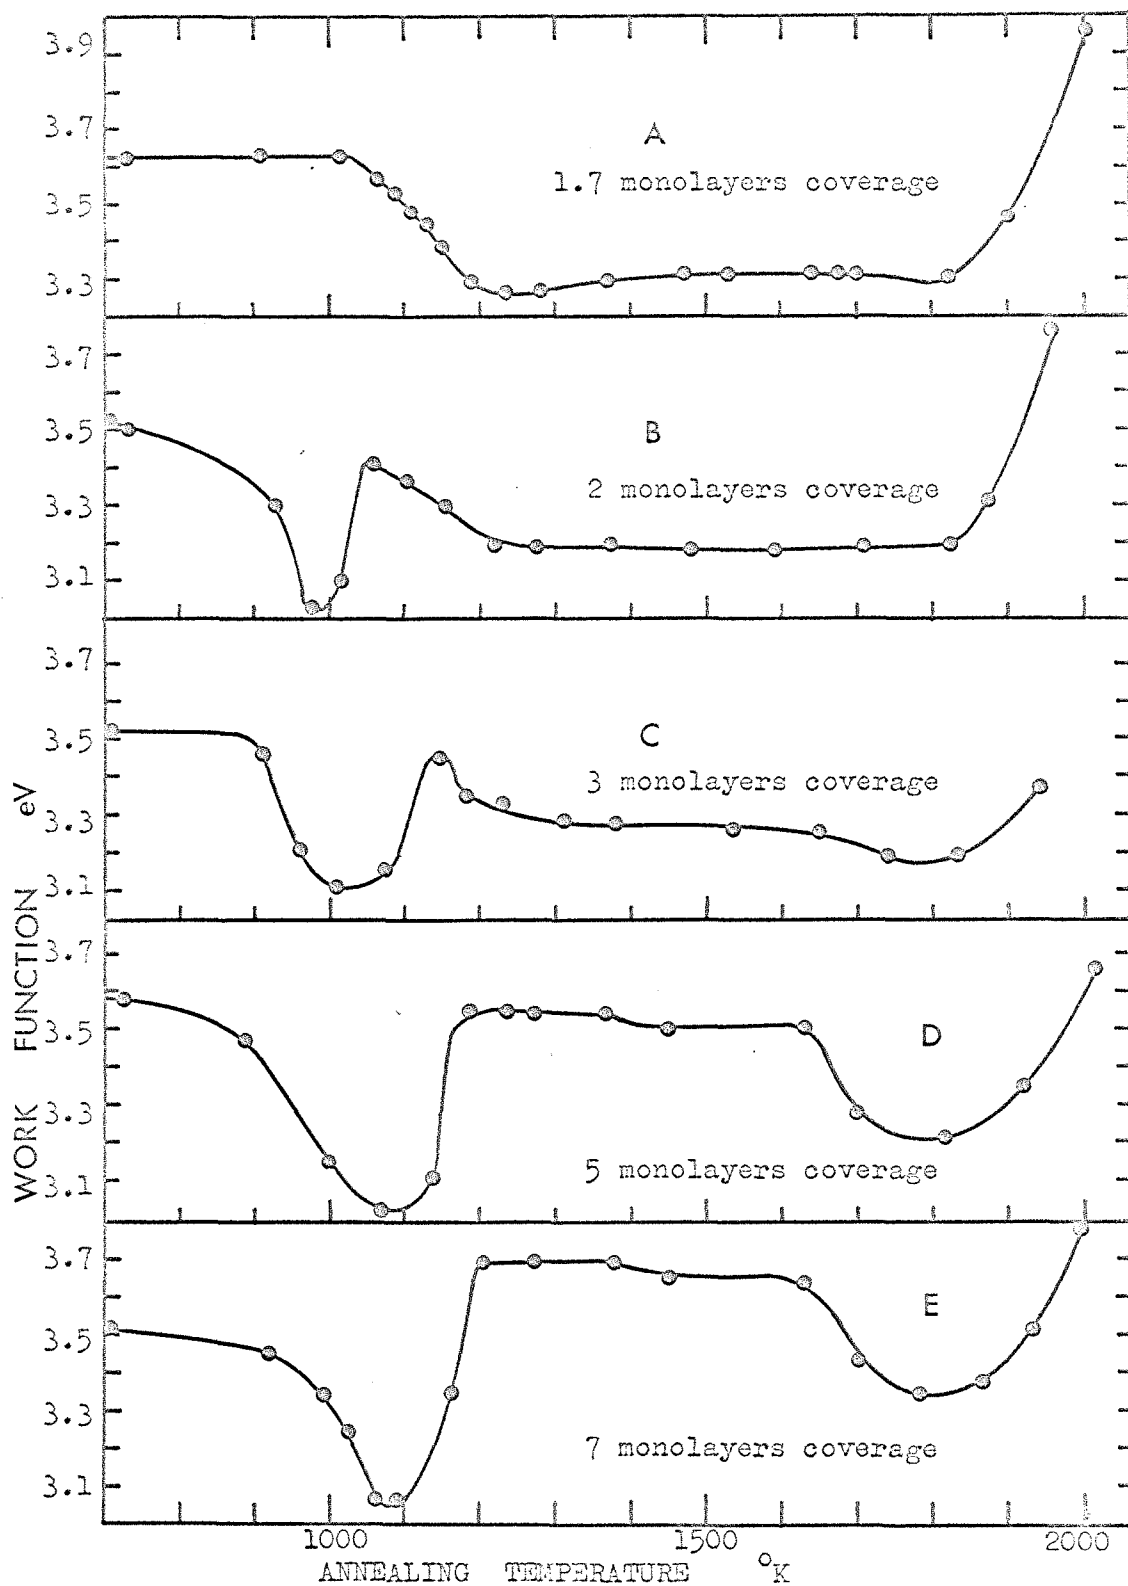 3.9
3.7
A
1.7 monolayers coverage
3.5
3.3
3.7
3.5
B
2 monolayers coverage
3.3
3.1
3.7
3.5
C
3 monolayers coverage
3.3
3.1
3.7
3.5
D
3.3
5 monolayers coverage
3.1
3.7
E
3.5
3.3
7 monolayers coverage
3.1
WORK FUNCTION eV
1000 1500 2000
ANNEALING TEMPERATURE °K